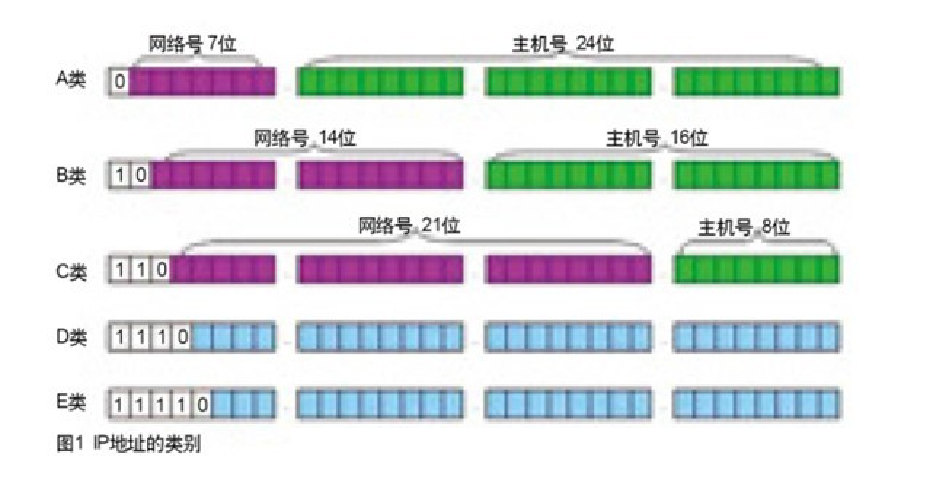 网络号 7位 主机号 24位
A类 0
网络号 14位 主机号 16位
B类 1 0
网络号 21位 主机号 8位
C类 1 1 0
D类 1 1 1 0
E类 1 1 1 1 0
图1 IP地址的类别